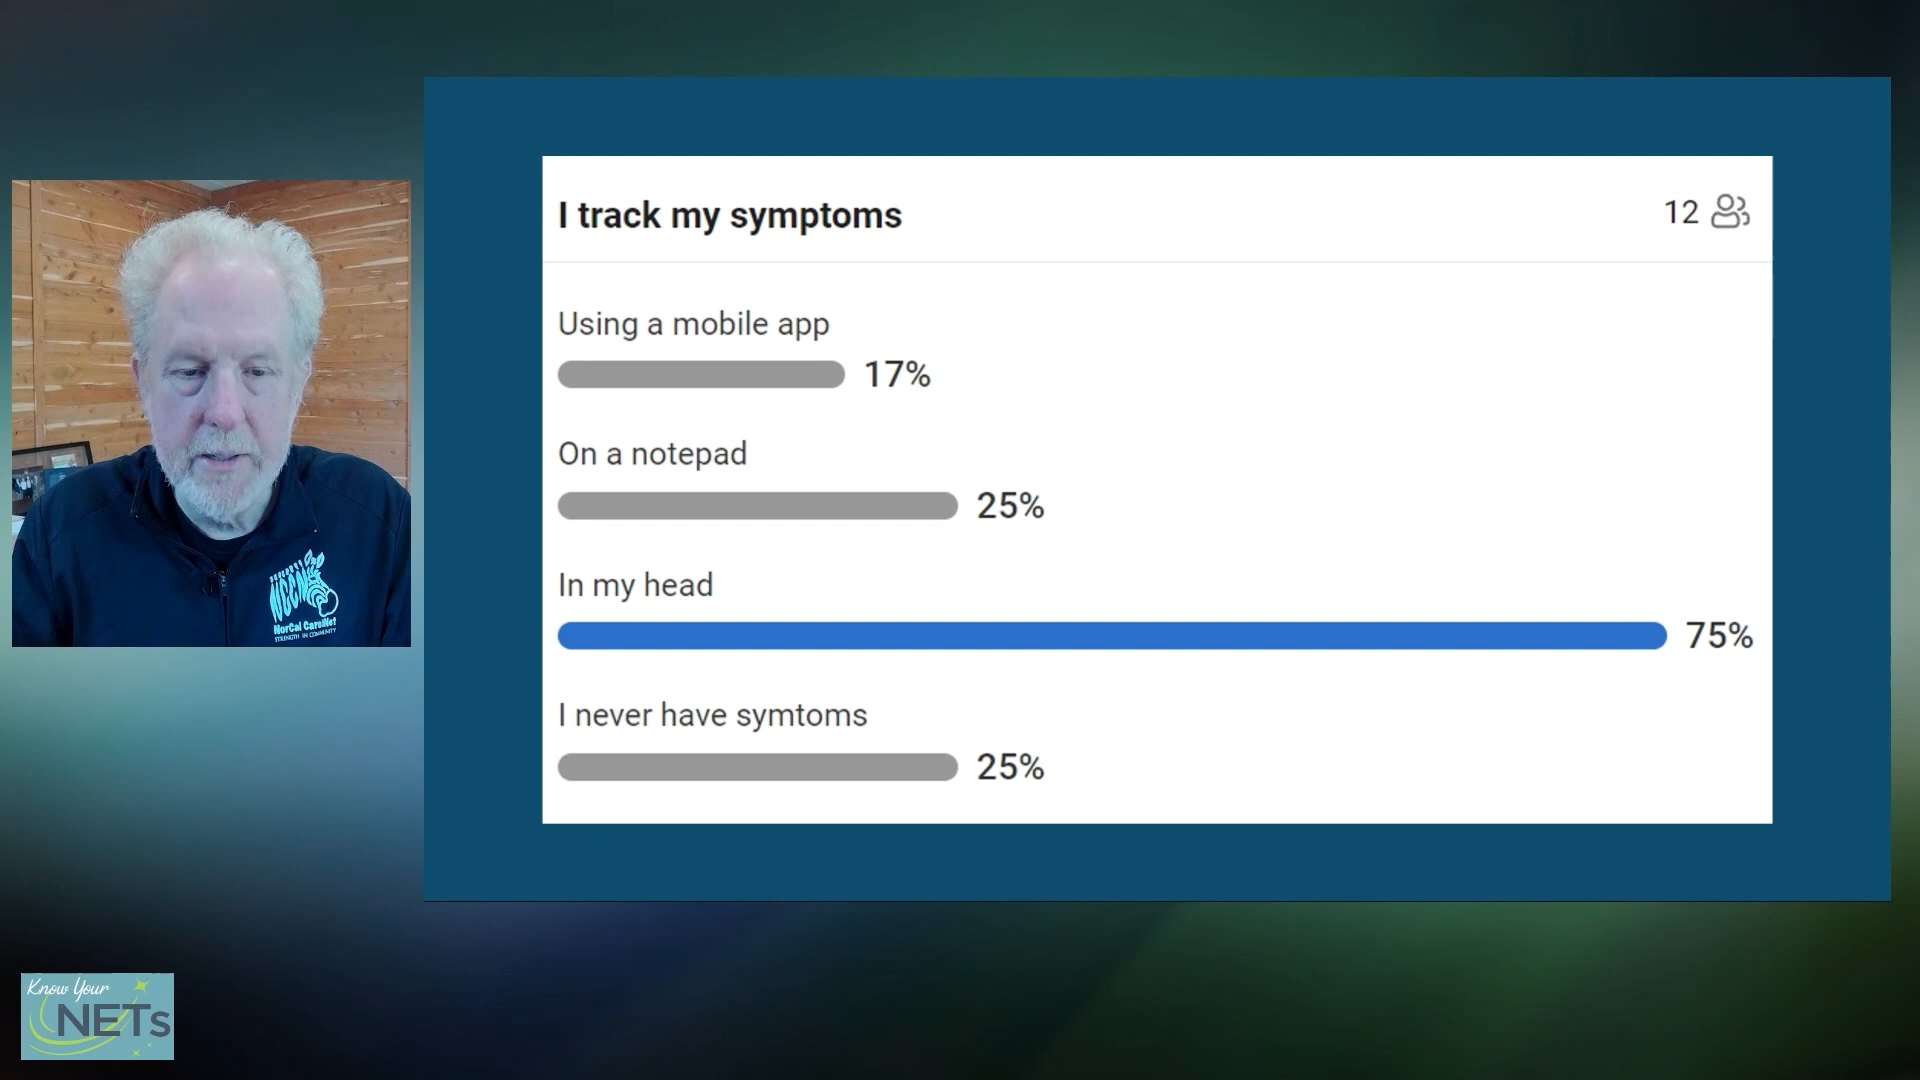 I track my symptoms
12
Using a mobile app
17%
On a notepad
25%
In my head
75%
I never have symtoms
25%
NCCN
NorCal CarciNet
STRENGTH IN COMMUNITY
Know Your
NETs